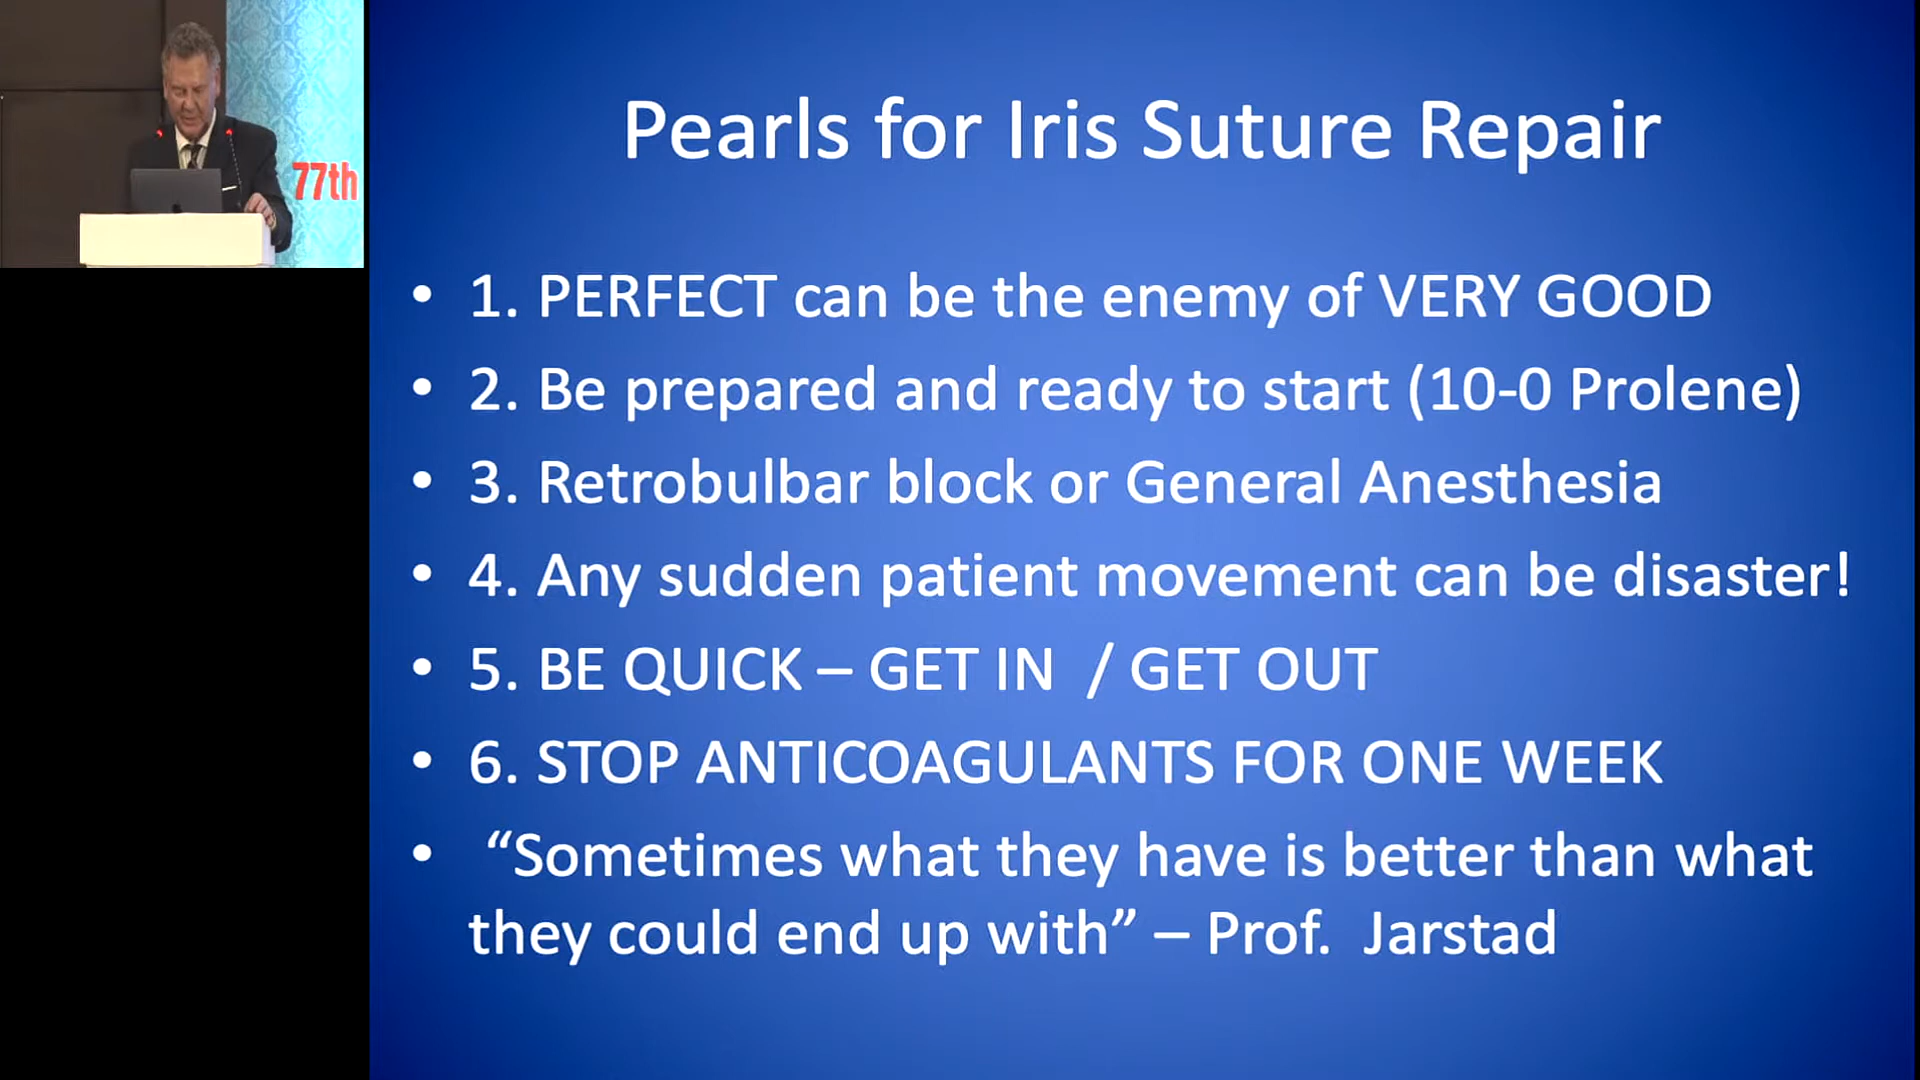 77th
Pearls for Iris Suture Repair
• 1. PERFECT can be the enemy of VERY GOOD
• 2. Be prepared and ready to start (10-0 Prolene)
• 3. Retrobulbar block or General Anesthesia
• 4. Any sudden patient movement can be disaster!
• 5. BE QUICK – GET IN / GET OUT
• 6. STOP ANTICOAGULANTS FOR ONE WEEK
• “Sometimes what they have is better than what
they could end up with” – Prof. Jarstad